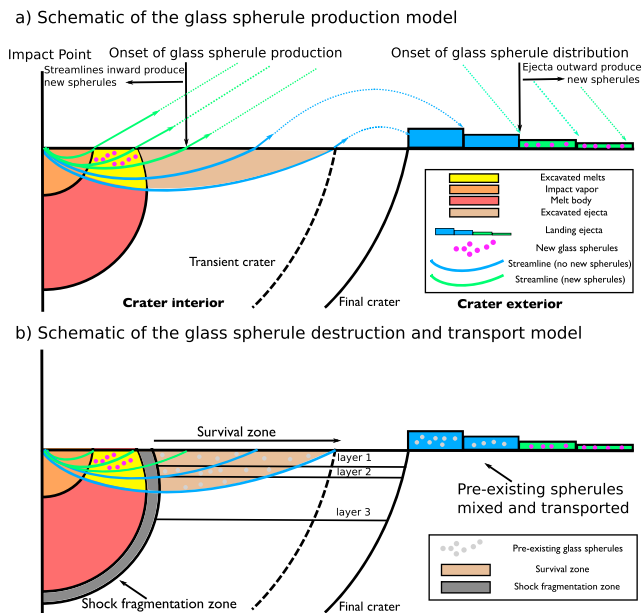 a) Schematic of the glass spherule production model
Impact Point
Onset of glass spherule production
Onset of glass spherule distribution
Streamlines inward produce
new spherules
Ejecta outward produce
new spherules
Excavated melts
Impact vapor
Melt body
Excavated ejecta
Landing ejecta
New glass spherules
Streamline (no new spherules)
Streamline (new spherules)
Transient crater
Crater interior
Final crater
Crater exterior
b) Schematic of the glass spherule destruction and transport model
Survival zone
layer 1
layer 2
layer 3
Pre-existing spherules
mixed and transported
Pre-existing glass spherules
Survival zone
Shock fragmentation zone
Shock fragmentation zone
Final crater